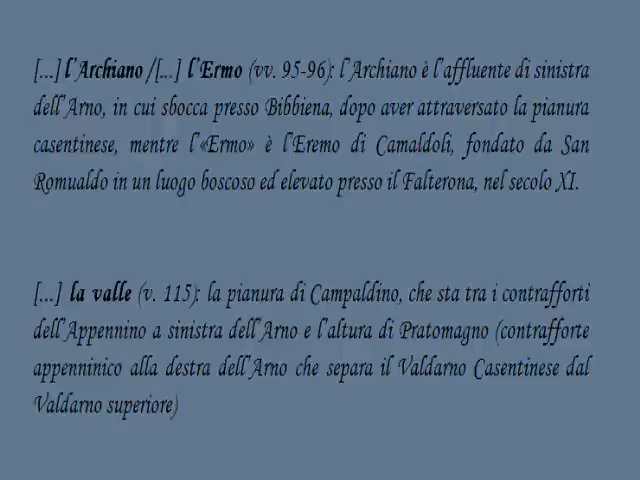 [...] l'Archiano /[...] l'Ermo (vv. 95-96): l'Archiano è l'affluente di sinistra
dell'Arno, in cui sbocca presso Bibbiena, dopo aver attraversato la pianura
casentinese, mentre l'«Ermo» è l'Eremo di Camaldoli, fondato da San
Romualdo in un luogo boscoso ed elevato presso il Falterona, nel secolo XI.
[...] la valle (v. 115): la pianura di Campaldino, che sta tra i contrafforti
dell'Appennino a sinistra dell'Arno e l'altura di Pratomagno (contrafforte
appenninico alla destra dell'Arno che separa il Valdarno Casentinese dal
Valdarno superiore)